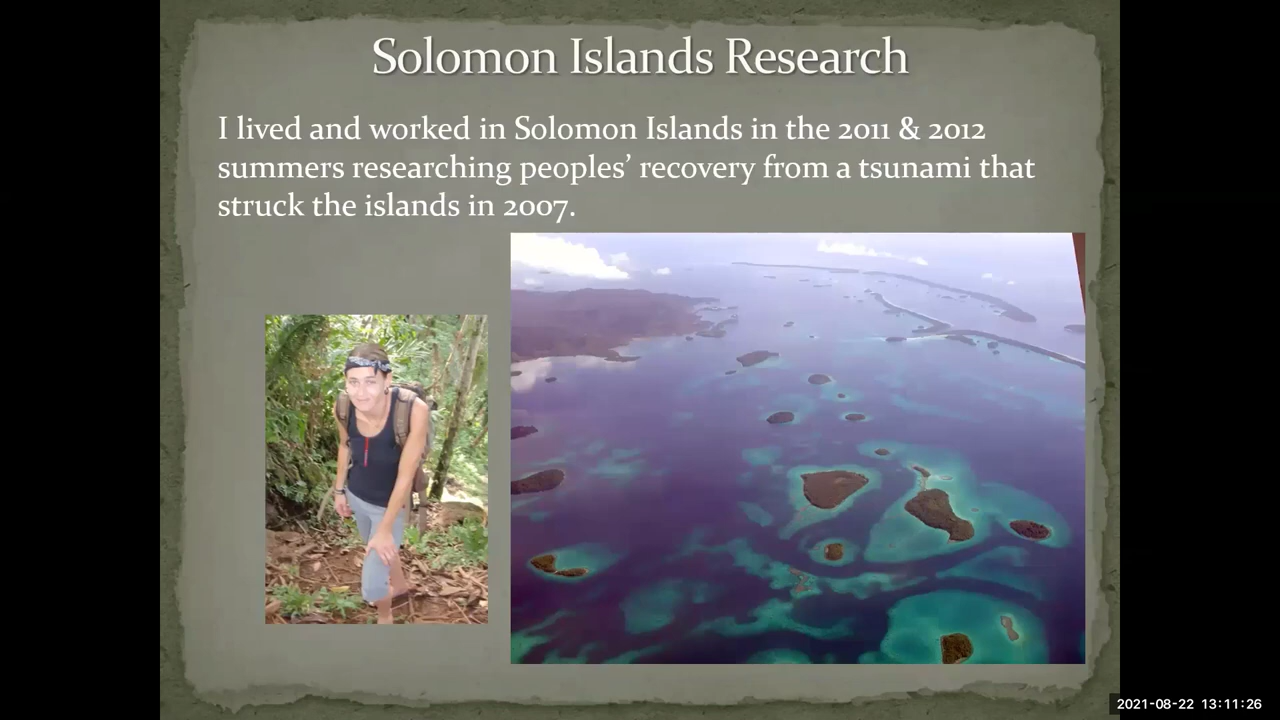 Solomon Islands Research
I lived and worked in Solomon Islands in the 2011 & 2012
summers researching peoples’ recovery from a tsunami that
struck the islands in 2007.
2021-08-22 13:11:26